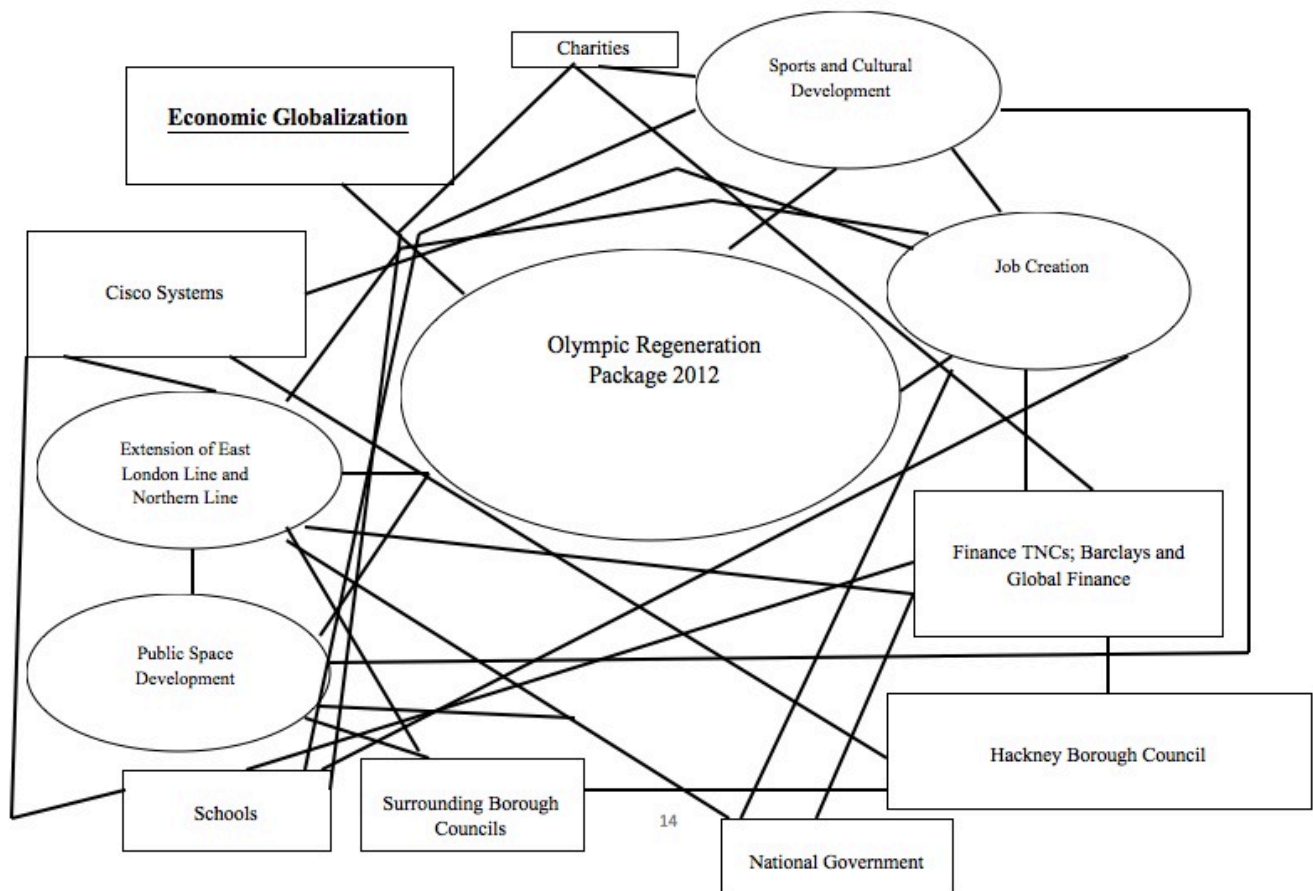 Charities
Sports and Cultural
Development
Economic Globalization
Job Creation
Cisco Systems
Olympic Regeneration
Package 2012
Extension of East
London Line and
Northern Line
Finance TNCs; Barclays and
Global Finance
Public Space
Development
Hackney Borough Council
Schools
Surrounding Borough
Councils
14
National Government